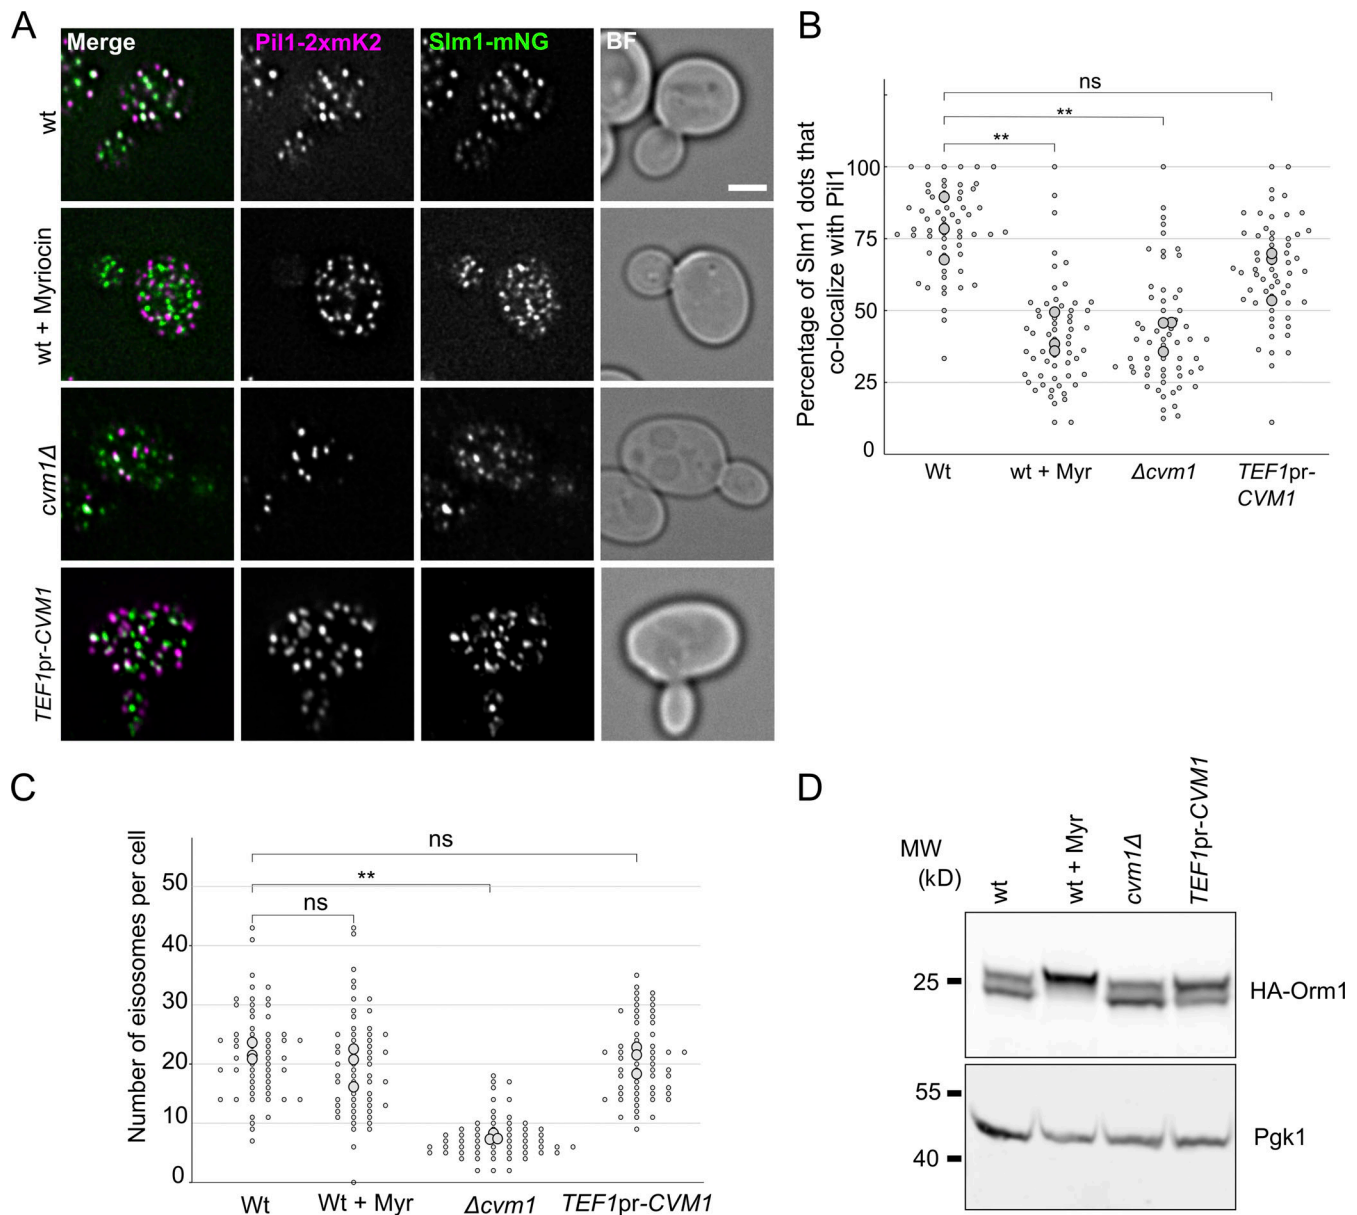 A
Merge
Pil1-2xmK2
Slm1-mNG
BF
wt
wt + Myriocin
cvm1Δ
TEF1pr-CVM1
B
Percentage of Slm1 dots that
co-localize with Pil1
ns
**
**
100
75
50
25
0
Wt
wt + Myr
Δcvm1
TEF1pr-
CVM1
C
Number of eisosomes per cell
ns
**
ns
50
40
30
20
10
0
Wt
Wt + Myr
Δcvm1
TEF1pr-CVM1
D
MW
(kD)
wt
wt + Myr
cvm1Δ
TEF1pr-CVM1
25
HA-Orm1
55
40
Pgk1